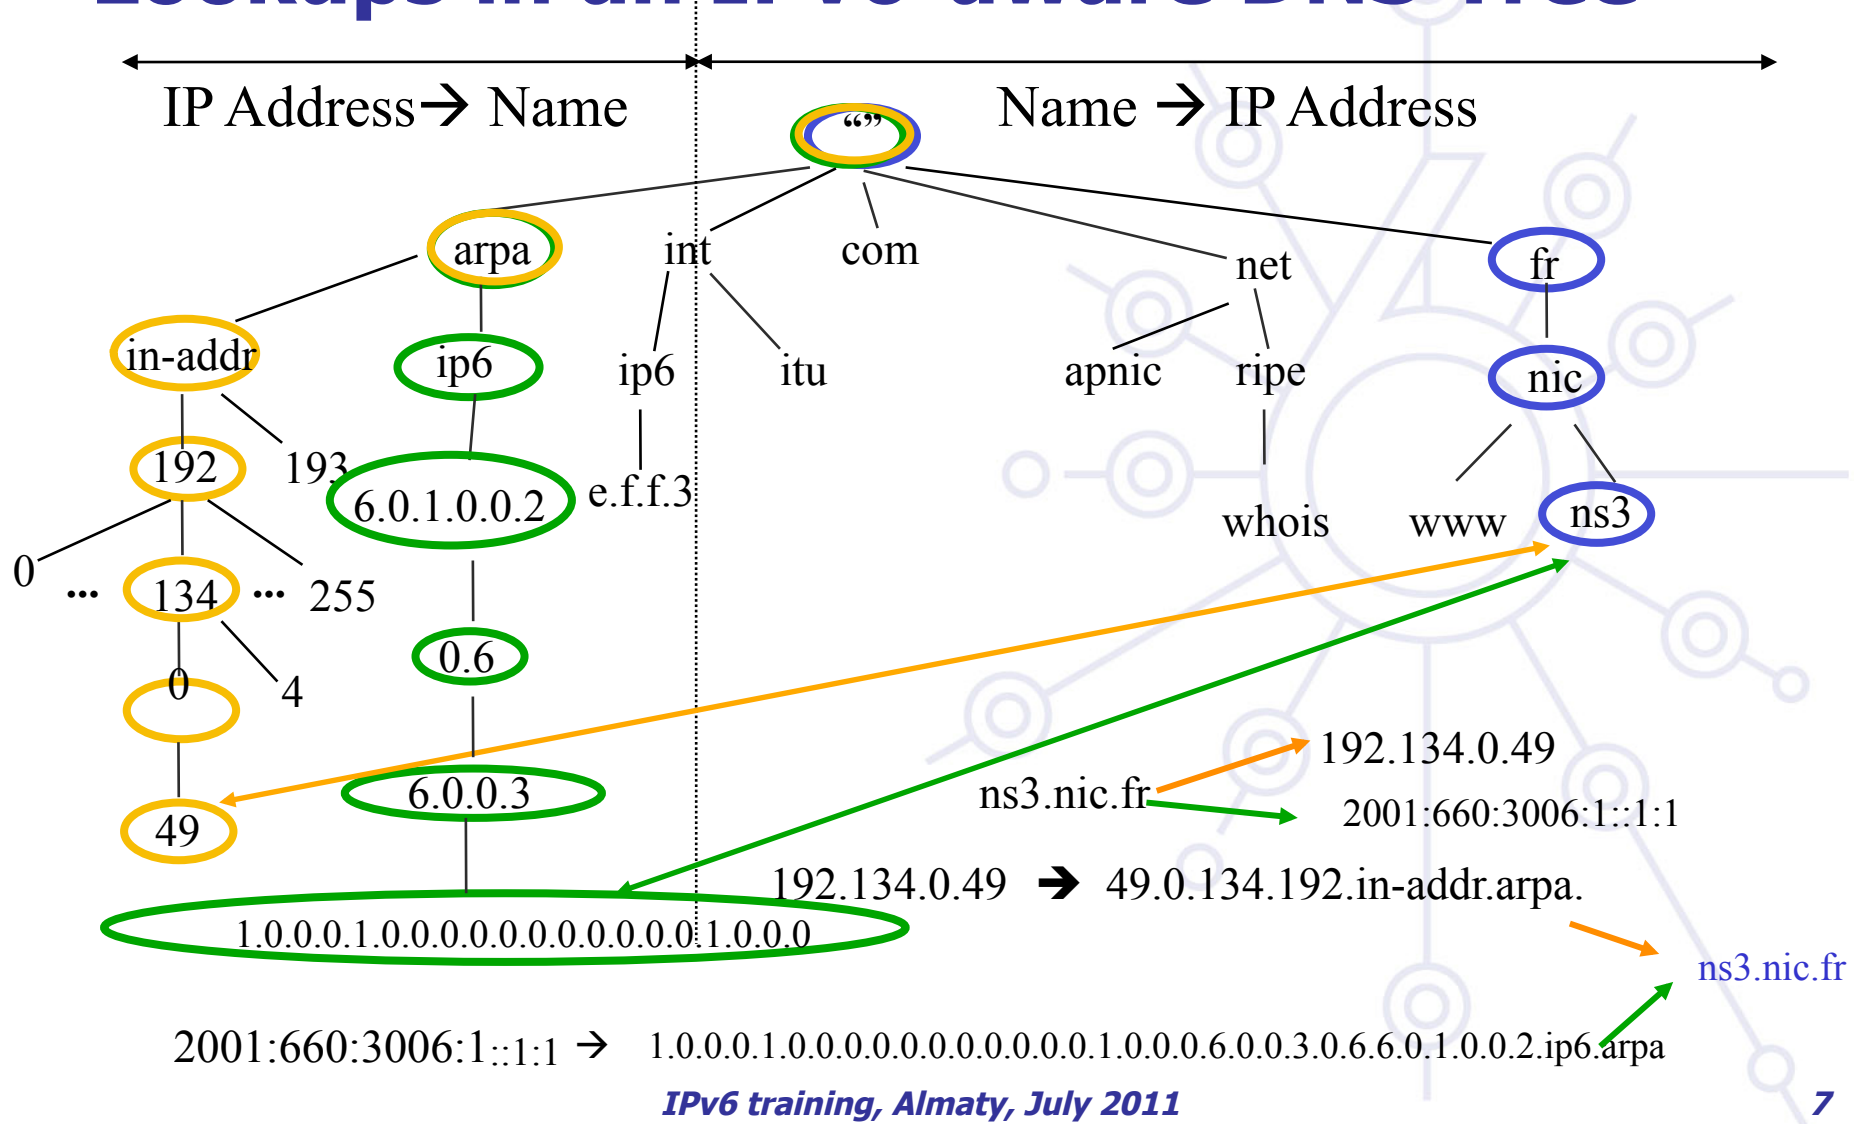 Lookups in an IPv6-aware DNS Tree
IP Address→ Name
Name → IP Address
“”
arpa
int
com
net
fr
in-addr
ip6
ip6
itu
apnic
ripe
nic
192
193
6.0.1.0.0.2
e.f.f.3
whois
www
ns3
0
...
134
...
255
0.6
0
4
6.0.0.3
49
ns3.nic.fr
192.134.0.49
2001:660:3006:1::1:1
192.134.0.49 → 49.0.134.192.in-addr.arpa.
1.0.0.0.1.0.0.0.0.0.0.0.0.0.0.0.1.0.0.0
ns3.nic.fr
2001:660:3006:1::1:1 → 1.0.0.0.1.0.0.0.0.0.0.0.0.0.0.0.1.0.0.0.6.0.0.3.0.6.6.0.1.0.0.2.ip6.arpa
IPv6 training, Almaty, July 2011
7